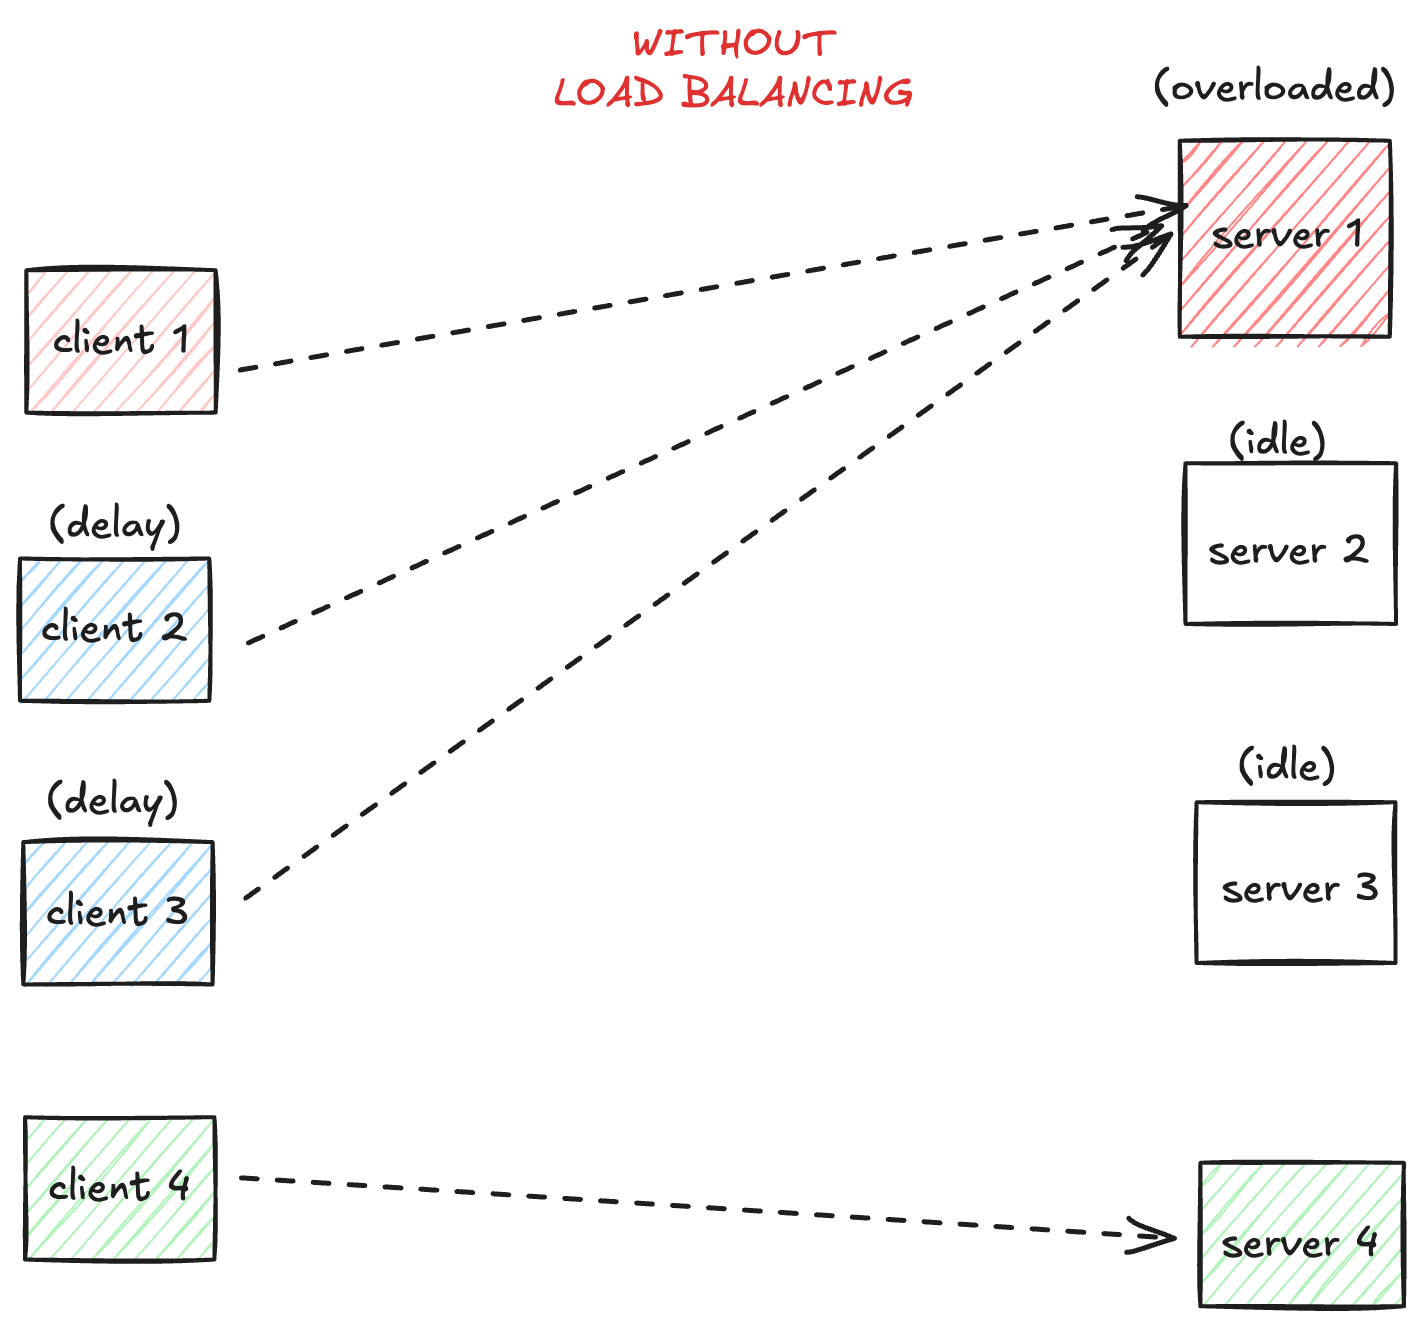 WITHOUT
LOAD BALANCING
(overloaded)
server 1
client 1
(idle)
server 2
(delay)
client 2
(idle)
server 3
(delay)
client 3
client 4
server 4